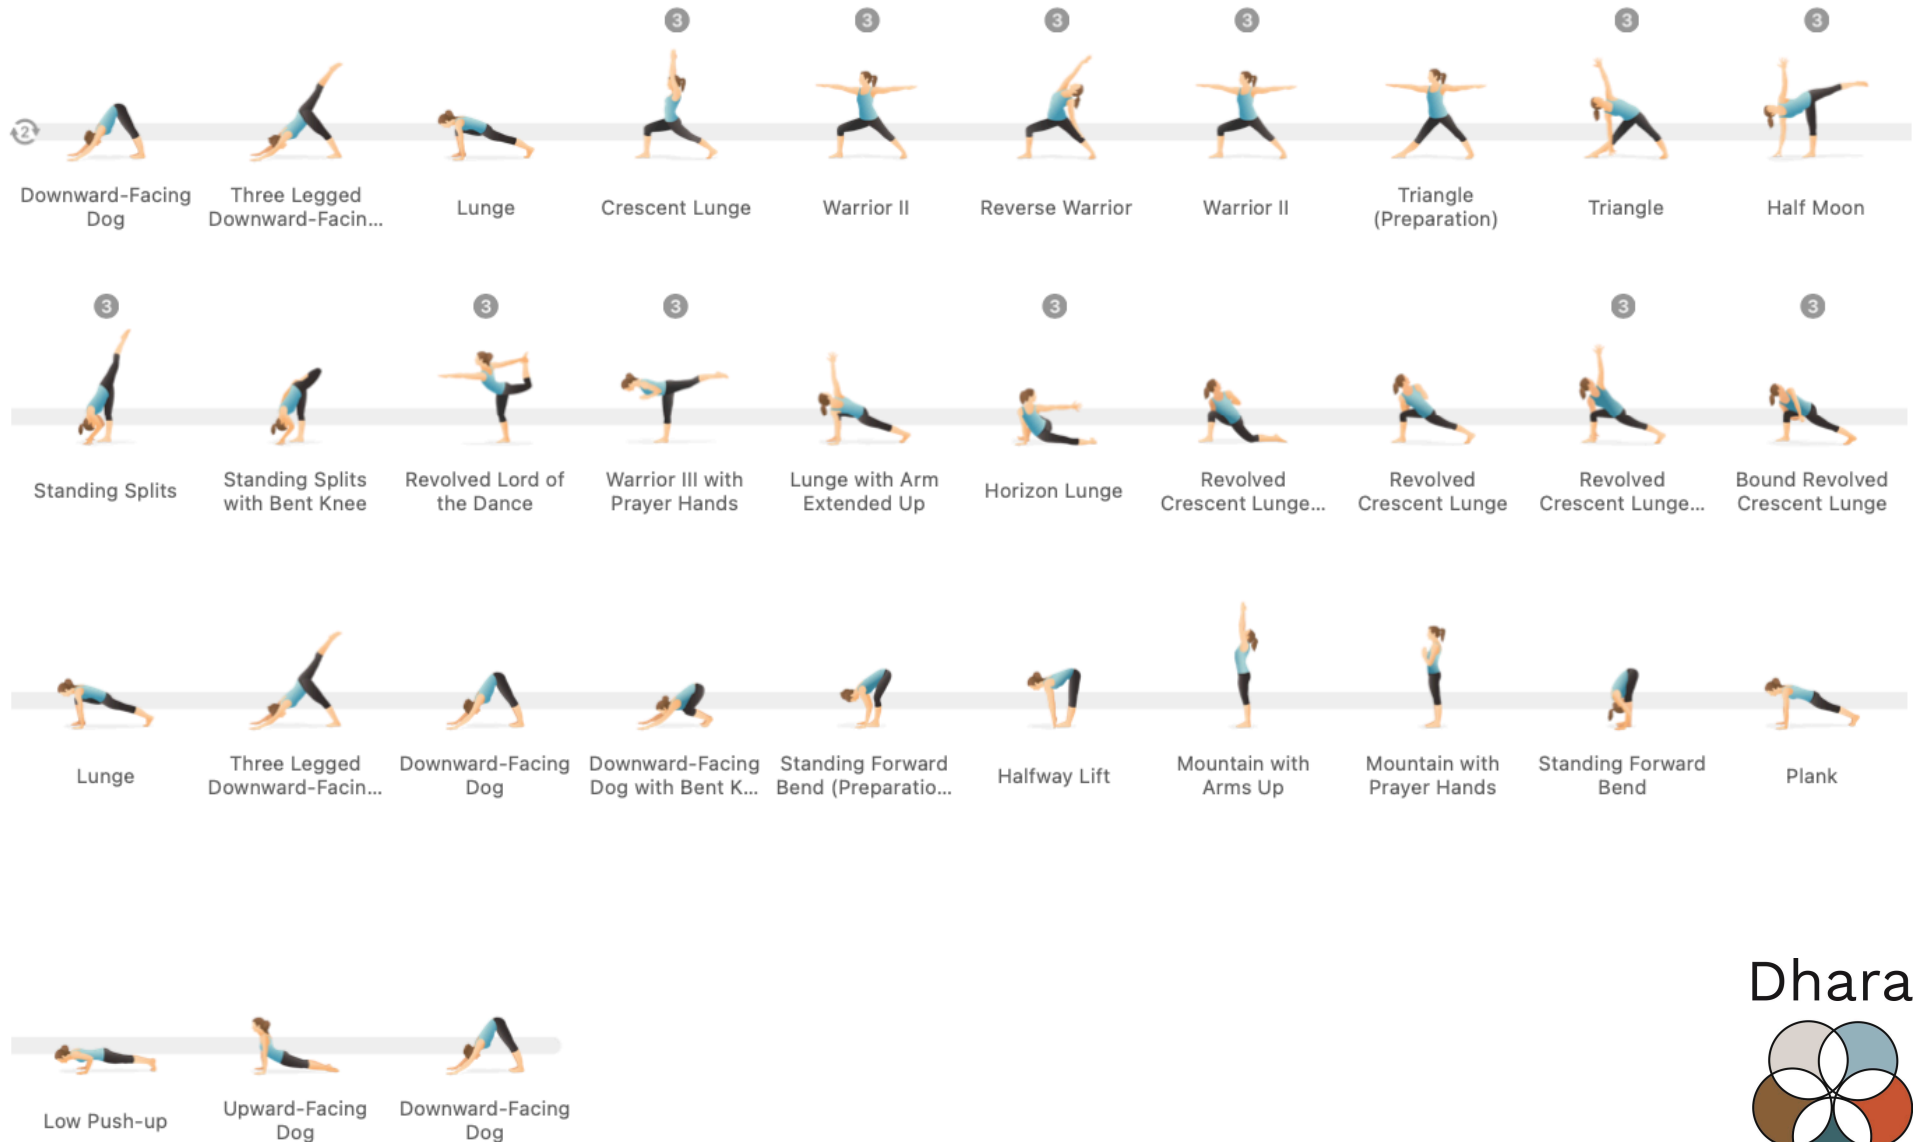 3 3 3 3 3 3
2
Downward-Facing
Dog
Three Legged
Downward-Facin...
Lunge
Crescent Lunge
Warrior II
Reverse Warrior
Warrior II
Triangle
(Preparation)
Triangle
Half Moon
3 3 3 3 3 3
Standing Splits
Standing Splits
with Bent Knee
Revolved Lord of
the Dance
Warrior III with
Prayer Hands
Lunge with Arm
Extended Up
Horizon Lunge
Revolved
Crescent Lunge...
Revolved
Crescent Lunge
Revolved
Crescent Lunge...
Bound Revolved
Crescent Lunge
Lunge
Three Legged
Downward-Facin...
Downward-Facing
Dog
Downward-Facing
Dog with Bent K...
Standing Forward
Bend (Preparatio...
Halfway Lift
Mountain with
Arms Up
Mountain with
Prayer Hands
Standing Forward
Bend
Plank
Dhara
Low Push-up
Upward-Facing
Dog
Downward-Facing
Dog